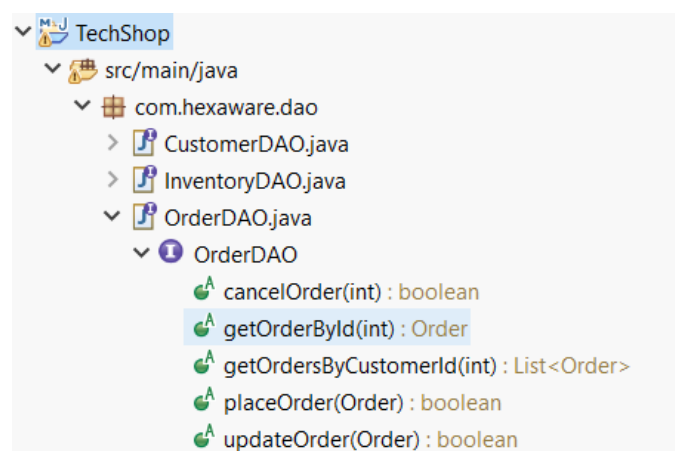 TechShop
src/main/java
com.hexaware.dao
CustomerDAO.java
InventoryDAO.java
OrderDAO.java
OrderDAO
cancelOrder(int) : boolean
getOrderById(int) : Order
getOrdersByCustomerId(int) : List<Order>
placeOrder(Order) : boolean
updateOrder(Order) : boolean